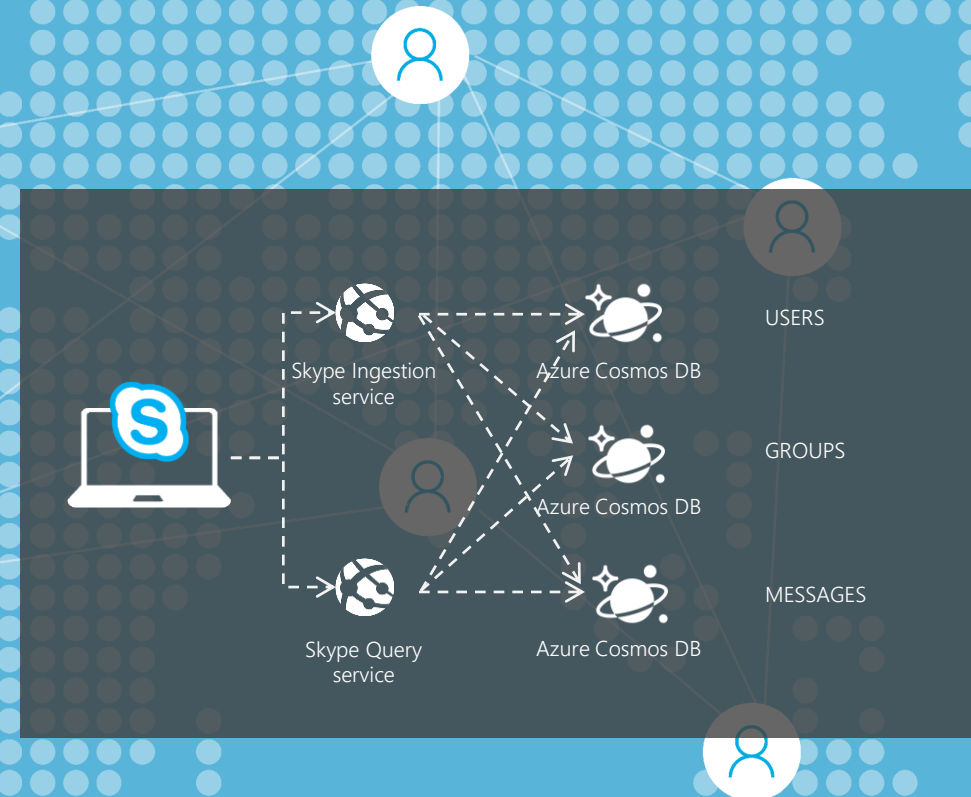 USERS
Skype Ingestion
service
Azure Cosmos DB
S
GROUPS
Azure Cosmos DB
MESSAGES
Skype Query
service
Azure Cosmos DB